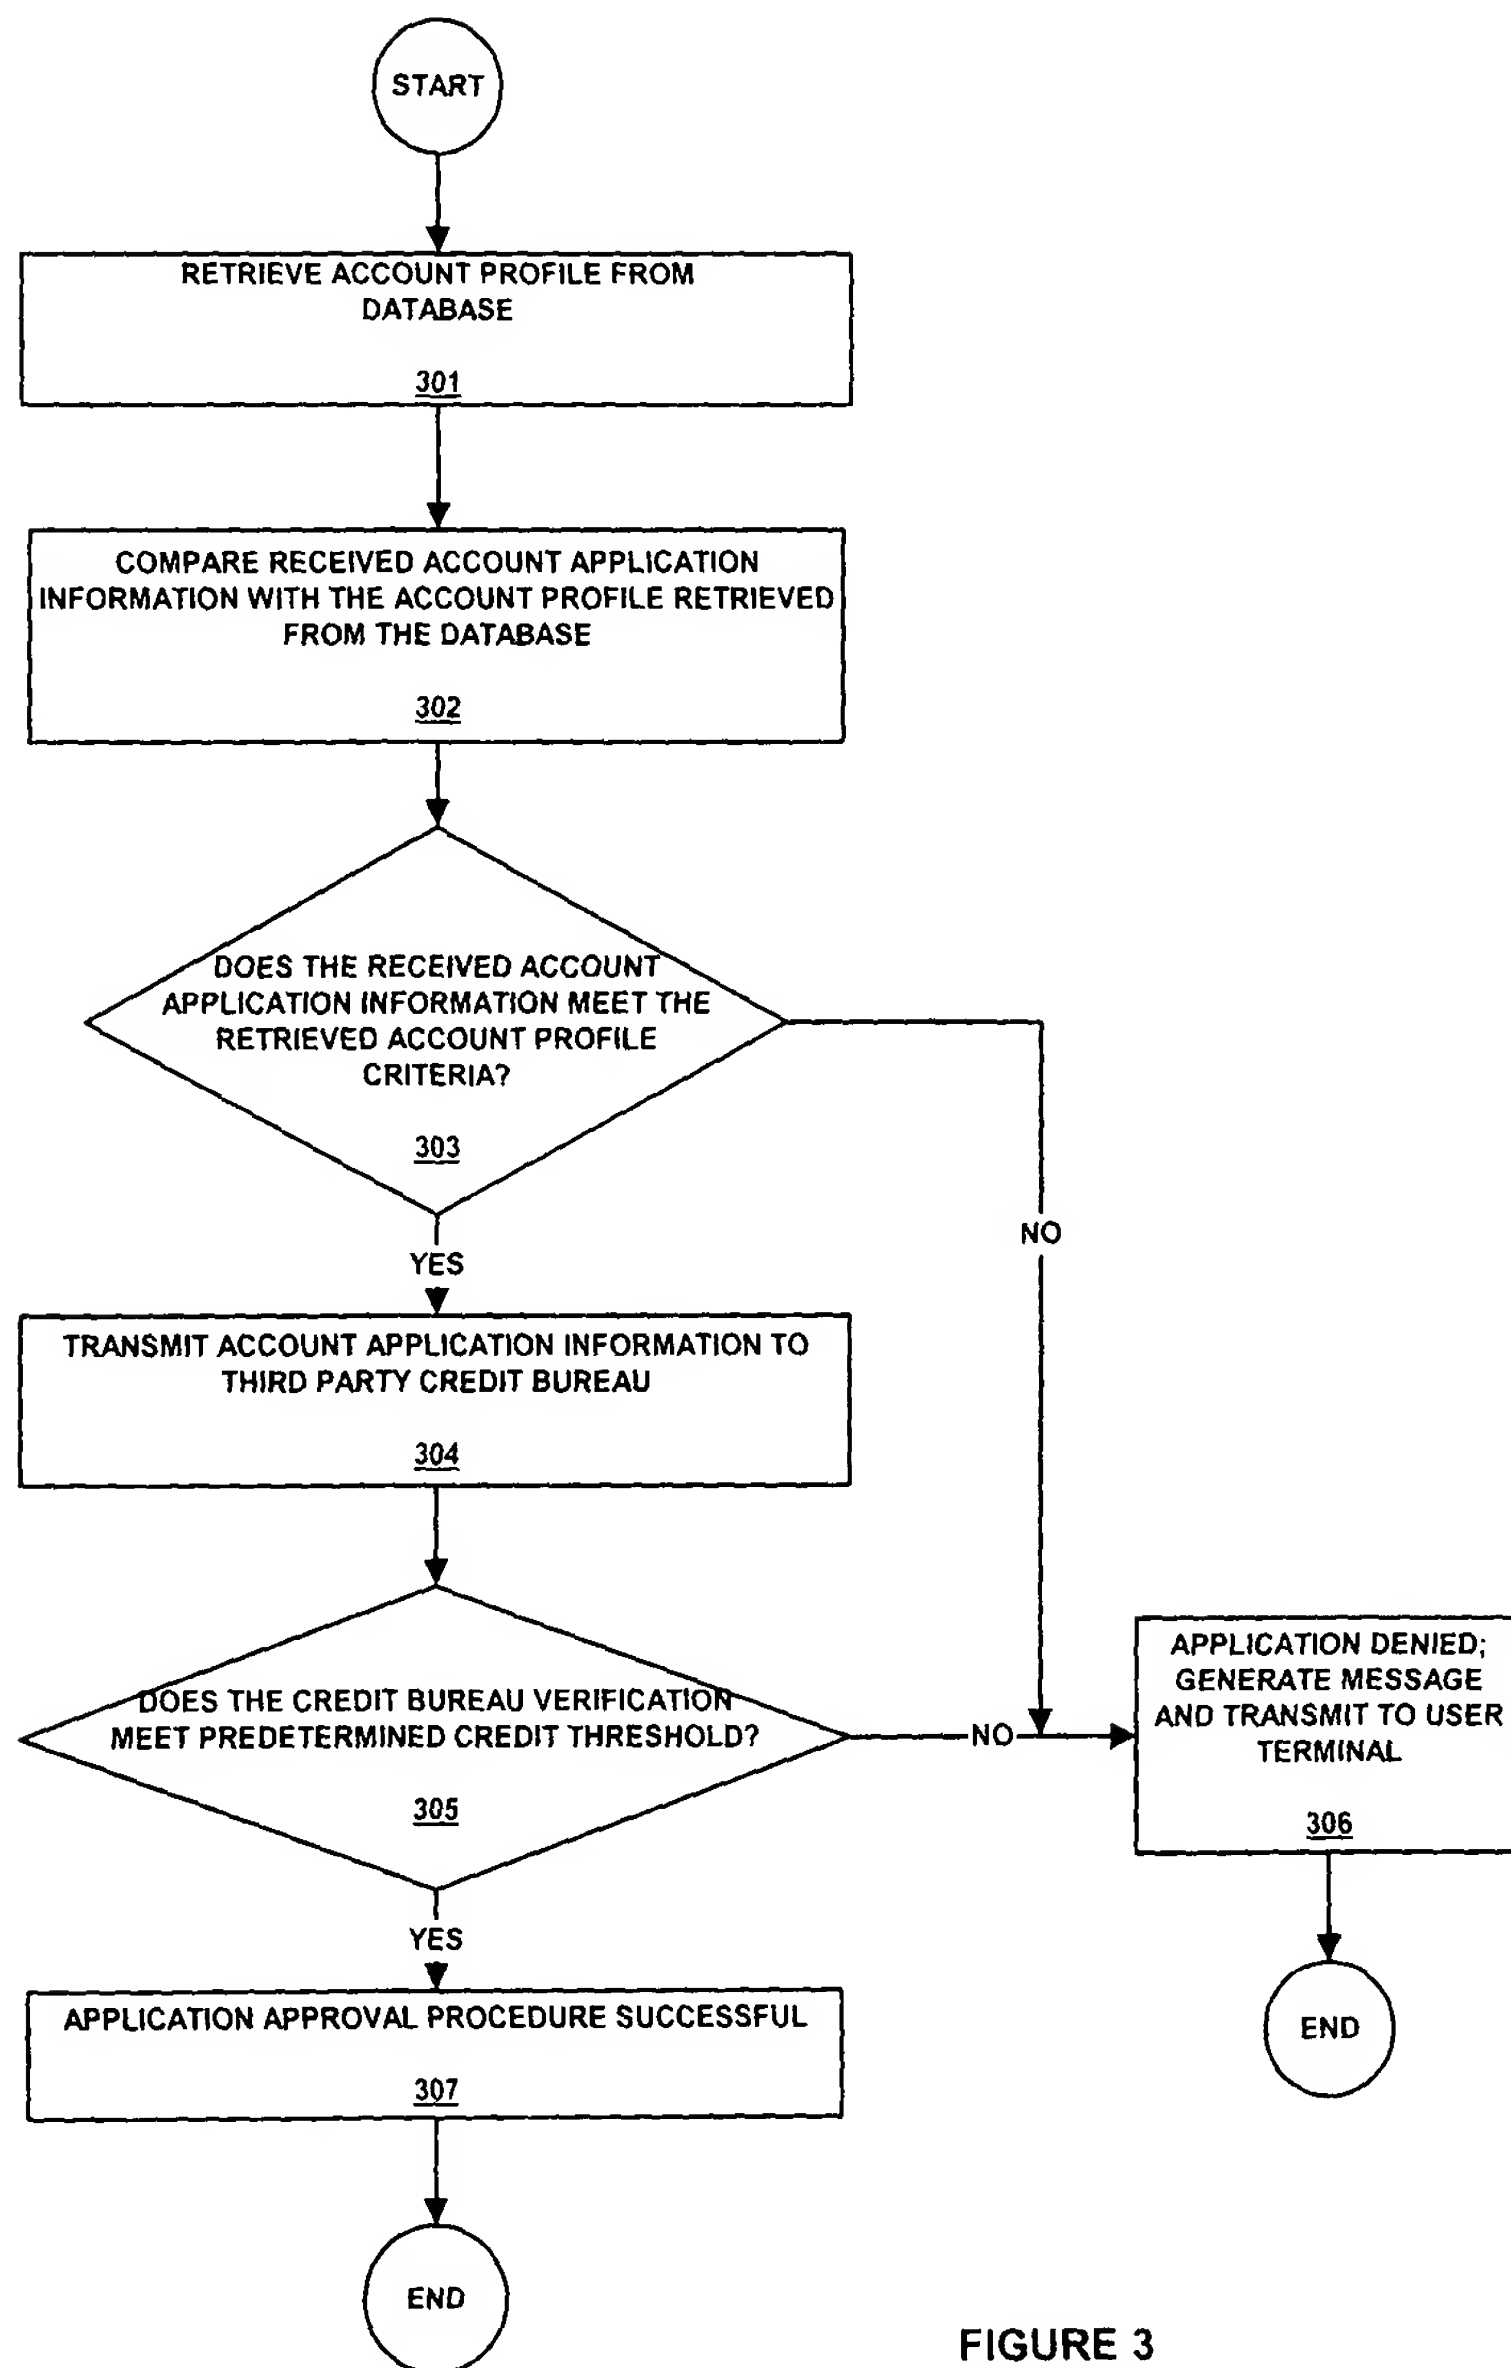 START
RETRIEVE ACCOUNT PROFILE FROM
DATABASE
301
COMPARE RECEIVED ACCOUNT APPLICATION
INFORMATION WITH THE ACCOUNT PROFILE RETRIEVED
FROM THE DATABASE
302
DOES THE RECEIVED ACCOUNT
APPLICATION INFORMATION MEET THE
RETRIEVED ACCOUNT PROFILE
CRITERIA?
303
NO
YES
TRANSMIT ACCOUNT APPLICATION INFORMATION TO
THIRD PARTY CREDIT BUREAU
304
DOES THE CREDIT BUREAU VERIFICATION
MEET PREDETERMINED CREDIT THRESHOLD?
305
NO
APPLICATION DENIED;
GENERATE MESSAGE
AND TRANSMIT TO USER
TERMINAL
306
END
YES
APPLICATION APPROVAL PROCEDURE SUCCESSFUL
307
END
FIGURE 3